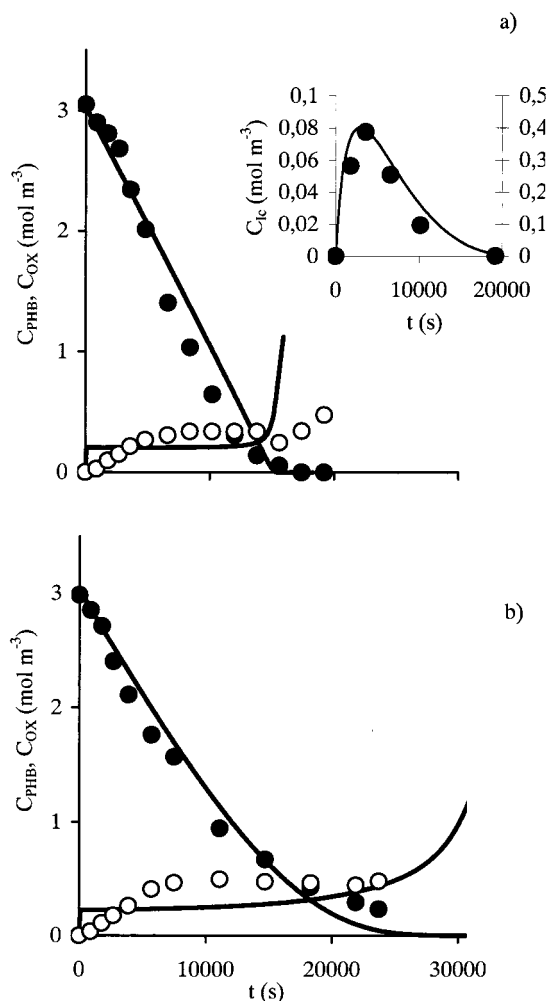 a)
3
2
1
0
C_PHB, C_OX (mol m^-3)
0,1
0,08
0,06
0,04
0,02
0
C_Ic (mol m^-3)
0,5
0,4
0,3
0,2
0,1
0
0 10000 20000
t (s)
b)
3
2
1
0
C_PHB, C_OX (mol m^-3)
0 10000 20000 30000
t (s)